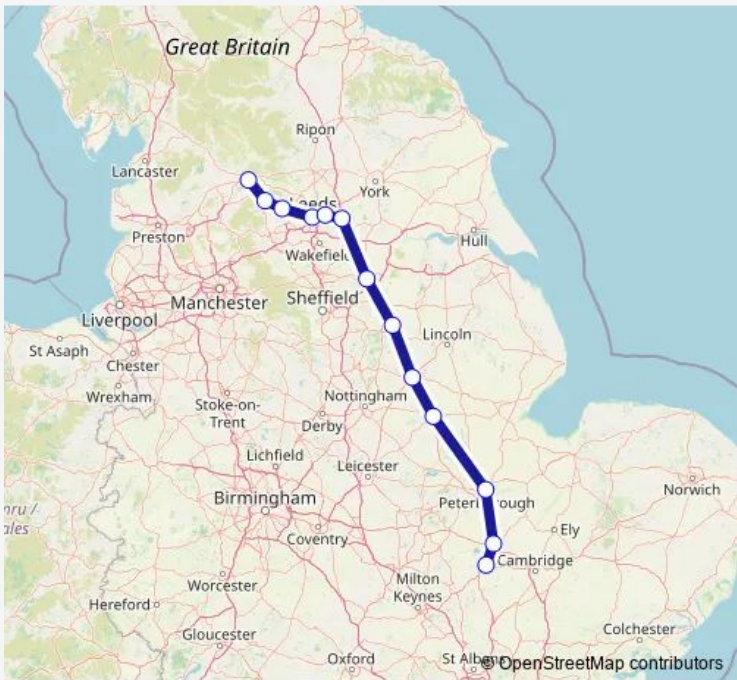 Great Britain
Ripon
Lancaster
York
Leeds
Preston
Hull
Wakefield
Manchester
Sheffield
Liverpool
Lincoln
St Asaph
Chester
Wrexham
Nottingham
Stoke-on-
Trent
Derby
Lichfield
Leicester
Norwich
Birmingham
Peterborough
mru /
ales
Ely
Coventry
Cambridge
Worcester
Milton
Keynes
Hereford
Colchester
Gloucester
Oxford
St Albans
© OpenStreetMap contributors